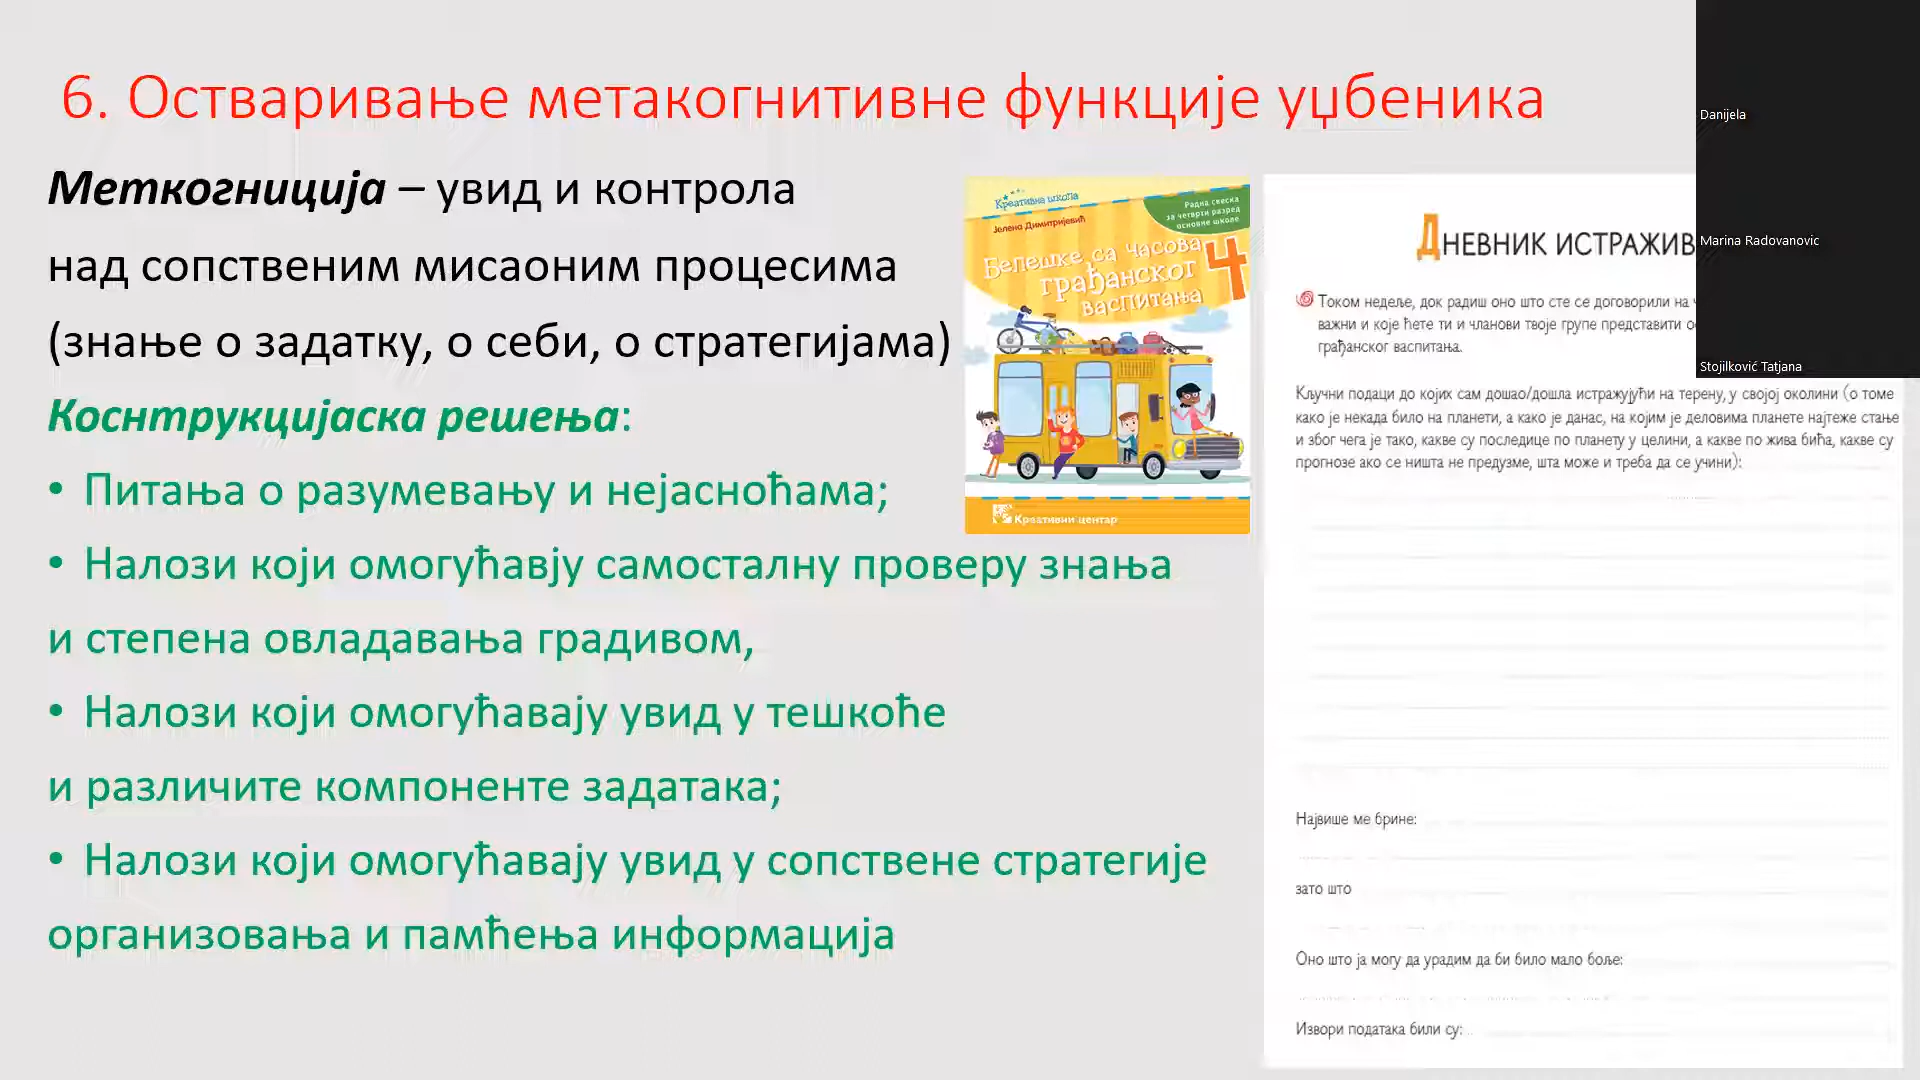 6. Остваривање метакогнитивне функције уџбеника
Меткогниција – увид и контрола
над сопственим мисаоним процесима
(знање о задатку, о себи, о стратегијама)
Коснтрукцијаска решења:
• Питања о разумевању и нејасноћама;
• Налози који омогућавју самосталну проверу знања
и степена овладавања градивом,
• Налози који омогућавају увид у тешкоће
и различите компоненте задатака;
• Налози који омогућавају увид у сопствене стратегије
организовања и памћења информација
Креативна школа
Јелена Димитријевић
Радна свеска
за четврти разред
основне школе
Белешке са часова
грађанског
васпитања
4
Креативни центар
ДНЕВНИК ИСТРАЖИВ
Током недеље, док радиш оно што сте се договорили на ч
важни и које ћете ти и чланови твоје групе представити о
грађанског васпитања.
Кључни подаци до којих сам дошао/дошла истражујући на терену, у својој околини (о томе
како је некада било на планети, а како је данас, на којим је деловима планете најтеже стање
и због чега је тако, какве су последице по планету у целини, а какве по жива бића, какве су
прогнозе ако се ништа не предузме, шта може и треба да се учини):
Највише ме брине:
зато што
Оно што ја могу да урадим да би било мало боље:
Извори података били су:
Danijela
Marina Radovanovic
Stojilković Tatjana